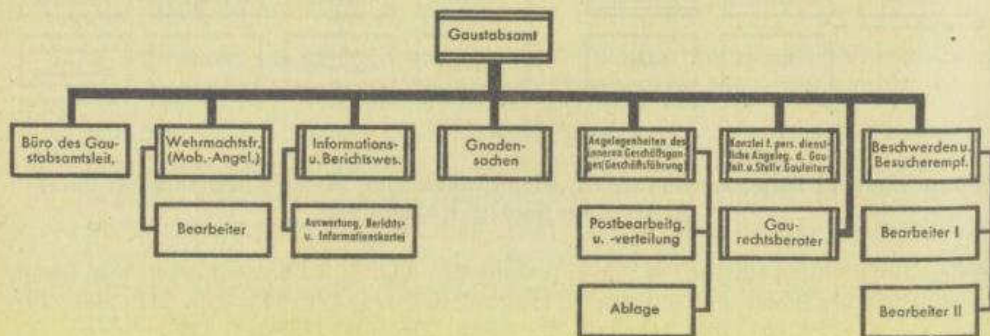 Gaustabsamt
Büro des Gau-
stabsamtsleit.
Wehrmachtsfr.
(Mob.-Angel.)
Informations-
u. Berichtswes.
Gnaden-
sachen
Angelegenheiten des
inneren Geschäftsgan-
ges(Geschäftsführung)
Kanzlei f. pers. dienst-
liche Angeleg. d. Gau-
leit. u. Stellv. Gauleiters
Beschwerden u.
Besucherempf.
Bearbeiter
Auswertung, Berichts-
u. Informationskartei
Postbearbeitg.
u. -verteilung
Gau-
rechtsberater
Bearbeiter I
Ablage
Bearbeiter II